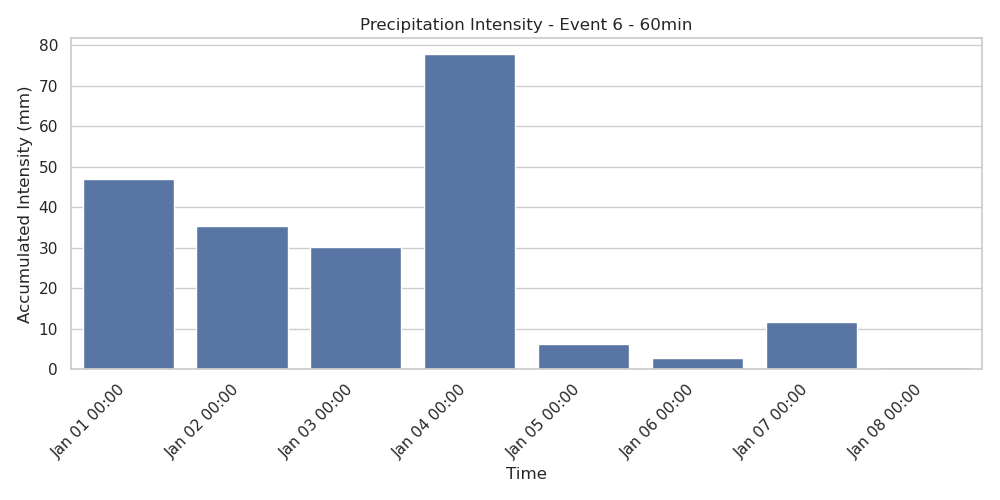 Precipitation Intensity - Event 6 - 60min
Accumulated Intensity (mm)
80
70
60
50
40
30
20
10
0
Jan 01 00:00
Jan 02 00:00
Jan 03 00:00
Jan 04 00:00
Jan 05 00:00
Jan 06 00:00
Jan 07 00:00
Jan 08 00:00
Time